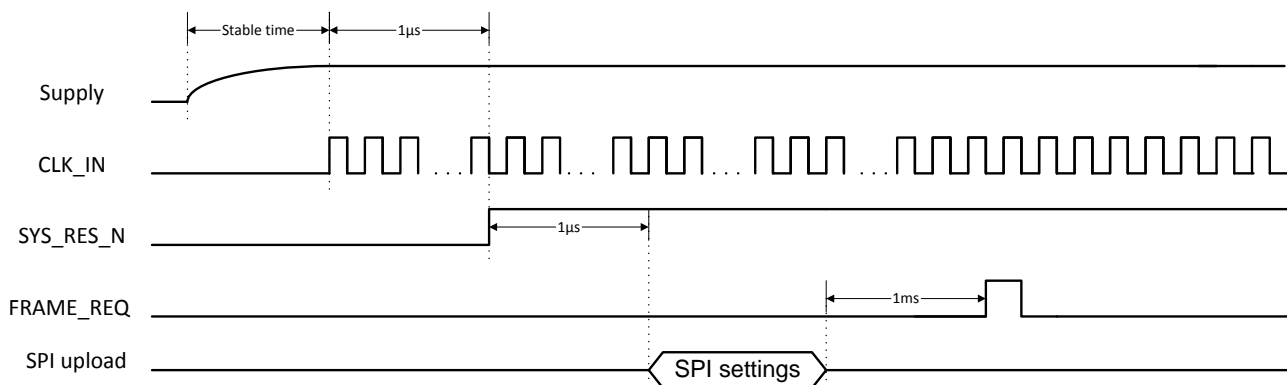 Stable time 1µs
Supply
CLK_IN ... ... ... ...
SYS_RES_N 1µs
FRAME_REQ 1ms
SPI upload SPI settings